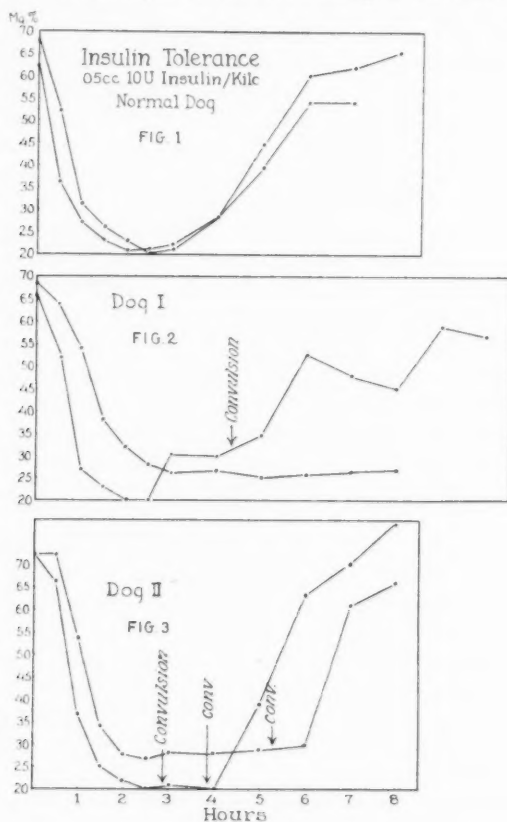 Mg.%
Insulin Tolerance
05cc 10U Insulin/Kilc
Normal Dog
FIG. 1
70
65
60
55
50
45
40
35
30
25
20
Dog I
FIG.2
Convulsion
70
65
60
55
50
45
40
35
30
25
20
Dog II
FIG.3
Convulsion
conv
conv.
70
65
60
55
50
45
40
35
30
25
20
1 2 3 4 5 6 7 8
Hours